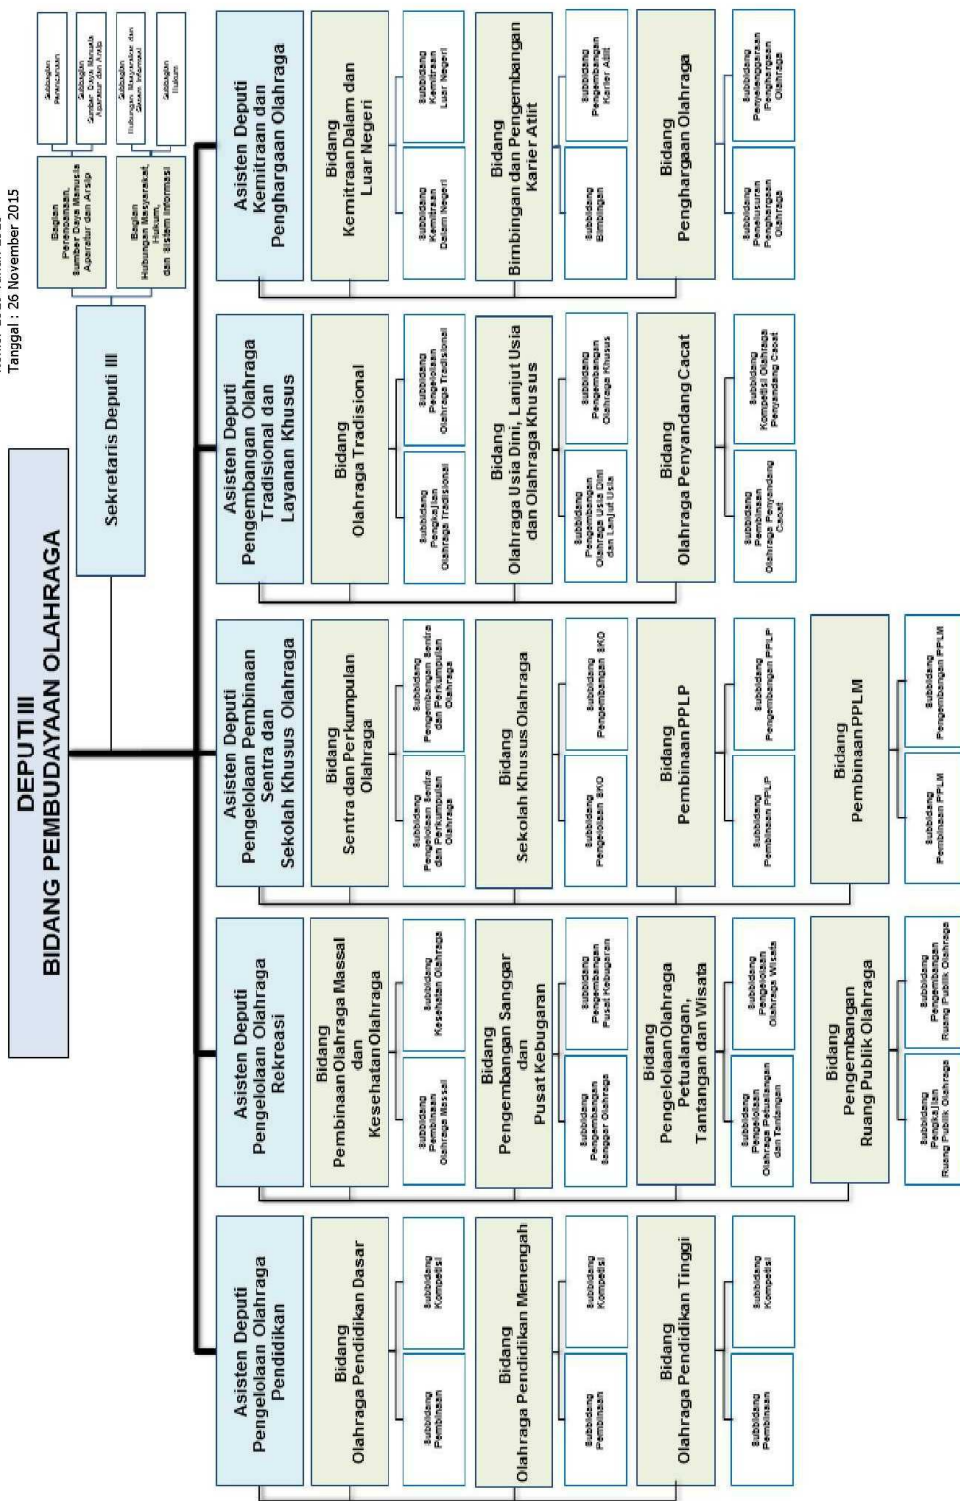 Tanggal : 26 November 2015
DEPUTI III
BIDANG PEMBUDAYAAN OLAHRAGA
Sekretaris Deputi III
Bagian
Perencanaan,
Sumber Daya Manusia
Aparatur dan Arsip
Subbagian
Perencanaan
Subbagian
Sumber Daya Manusia
Aparatur dan Arsip
Bagian
Hubungan Masyarakat,
Hukum,
dan Sistem Informasi
Subbagian
Hubungan Masyarakat dan
Sistem Informasi
Subbagian
Hukum
Asisten Deputi
Pengelolaan Olahraga
Pendidikan
Bidang
Olahraga Pendidikan Dasar
Subbidang
Pembinaan
Subbidang
Kompetisi
Bidang
Olahraga Pendidikan Menengah
Subbidang
Pembinaan
Subbidang
Kompetisi
Bidang
Olahraga Pendidikan Tinggi
Subbidang
Pembinaan
Subbidang
Kompetisi
Asisten Deputi
Pengelolaan Olahraga
Rekreasi
Bidang
Pembinaan Olahraga Massal
dan
Kesehatan Olahraga
Subbidang
Pembinaan
Olahraga Massal
Subbidang
Kesehatan Olahraga
Bidang
Pengembangan Sanggar
dan
Pusat Kebugaran
Subbidang
Pengembangan
Sanggar Olahraga
Subbidang
Pengembangan
Pusat Kebugaran
Bidang
Pengelolaan Olahraga
Petualangan,
Tantangan dan Wisata
Subbidang
Pengelolaan
Olahraga Petualangan
dan Tantangan
Subbidang
Pengelolaan
Olahraga Wisata
Bidang
Pengembangan
Ruang Publik Olahraga
Subbidang
Pengkajian
Ruang Publik Olahraga
Subbidang
Pengembangan
Ruang Publik Olahraga
Asisten Deputi
Pengelolaan Pembinaan
Sentra dan
Sekolah Khusus Olahraga
Bidang
Sentra dan Perkumpulan
Olahraga
Subbidang
Pengelolaan Sentra
dan Perkumpulan
Olahraga
Subbidang
Pengembangan Sentra
dan Perkumpulan
Olahraga
Bidang
Sekolah Khusus Olahraga
Subbidang
Pengelolaan SKO
Subbidang
Pengembangan SKO
Bidang
Pembinaan PPLP
Subbidang
Pembinaan PPLP
Subbidang
Pengembangan PPLP
Bidang
Pembinaan PPLM
Subbidang
Pembinaan PPLM
Subbidang
Pengembangan PPLM
Asisten Deputi
Pengembangan Olahraga
Tradisional dan
Layanan Khusus
Bidang
Olahraga Tradisional
Subbidang
Pengkajian
Olahraga Tradisional
Subbidang
Pengelolaan
Olahraga Tradisional
Bidang
Olahraga Usia Dini, Lanjut Usia
dan Olahraga Khusus
Subbidang
Pengembangan
Olahraga Usia Dini
dan Lanjut Usia
Subbidang
Pengembangan
Olahraga Khusus
Bidang
Olahraga Penyandang Cacat
Subbidang
Pembinaan
Olahraga Penyandang
Cacat
Subbidang
Kompetisi Olahraga
Penyandang Cacat
Asisten Deputi
Kemitraan dan
Penghargaan Olahraga
Bidang
Kemitraan Dalam dan
Luar Negeri
Subbidang
Kemitraan
Dalam Negeri
Subbidang
Kemitraan
Luar Negeri
Bidang
Bimbingan dan Pengembangan
Karier Atlit
Subbidang
Bimbingan
Subbidang
Pengembangan
Karier Atlit
Bidang
Penghargaan Olahraga
Subbidang
Penelusuran
Penghargaan
Olahraga
Subbidang
Penyelenggaraan
Penghargaan
Olahraga